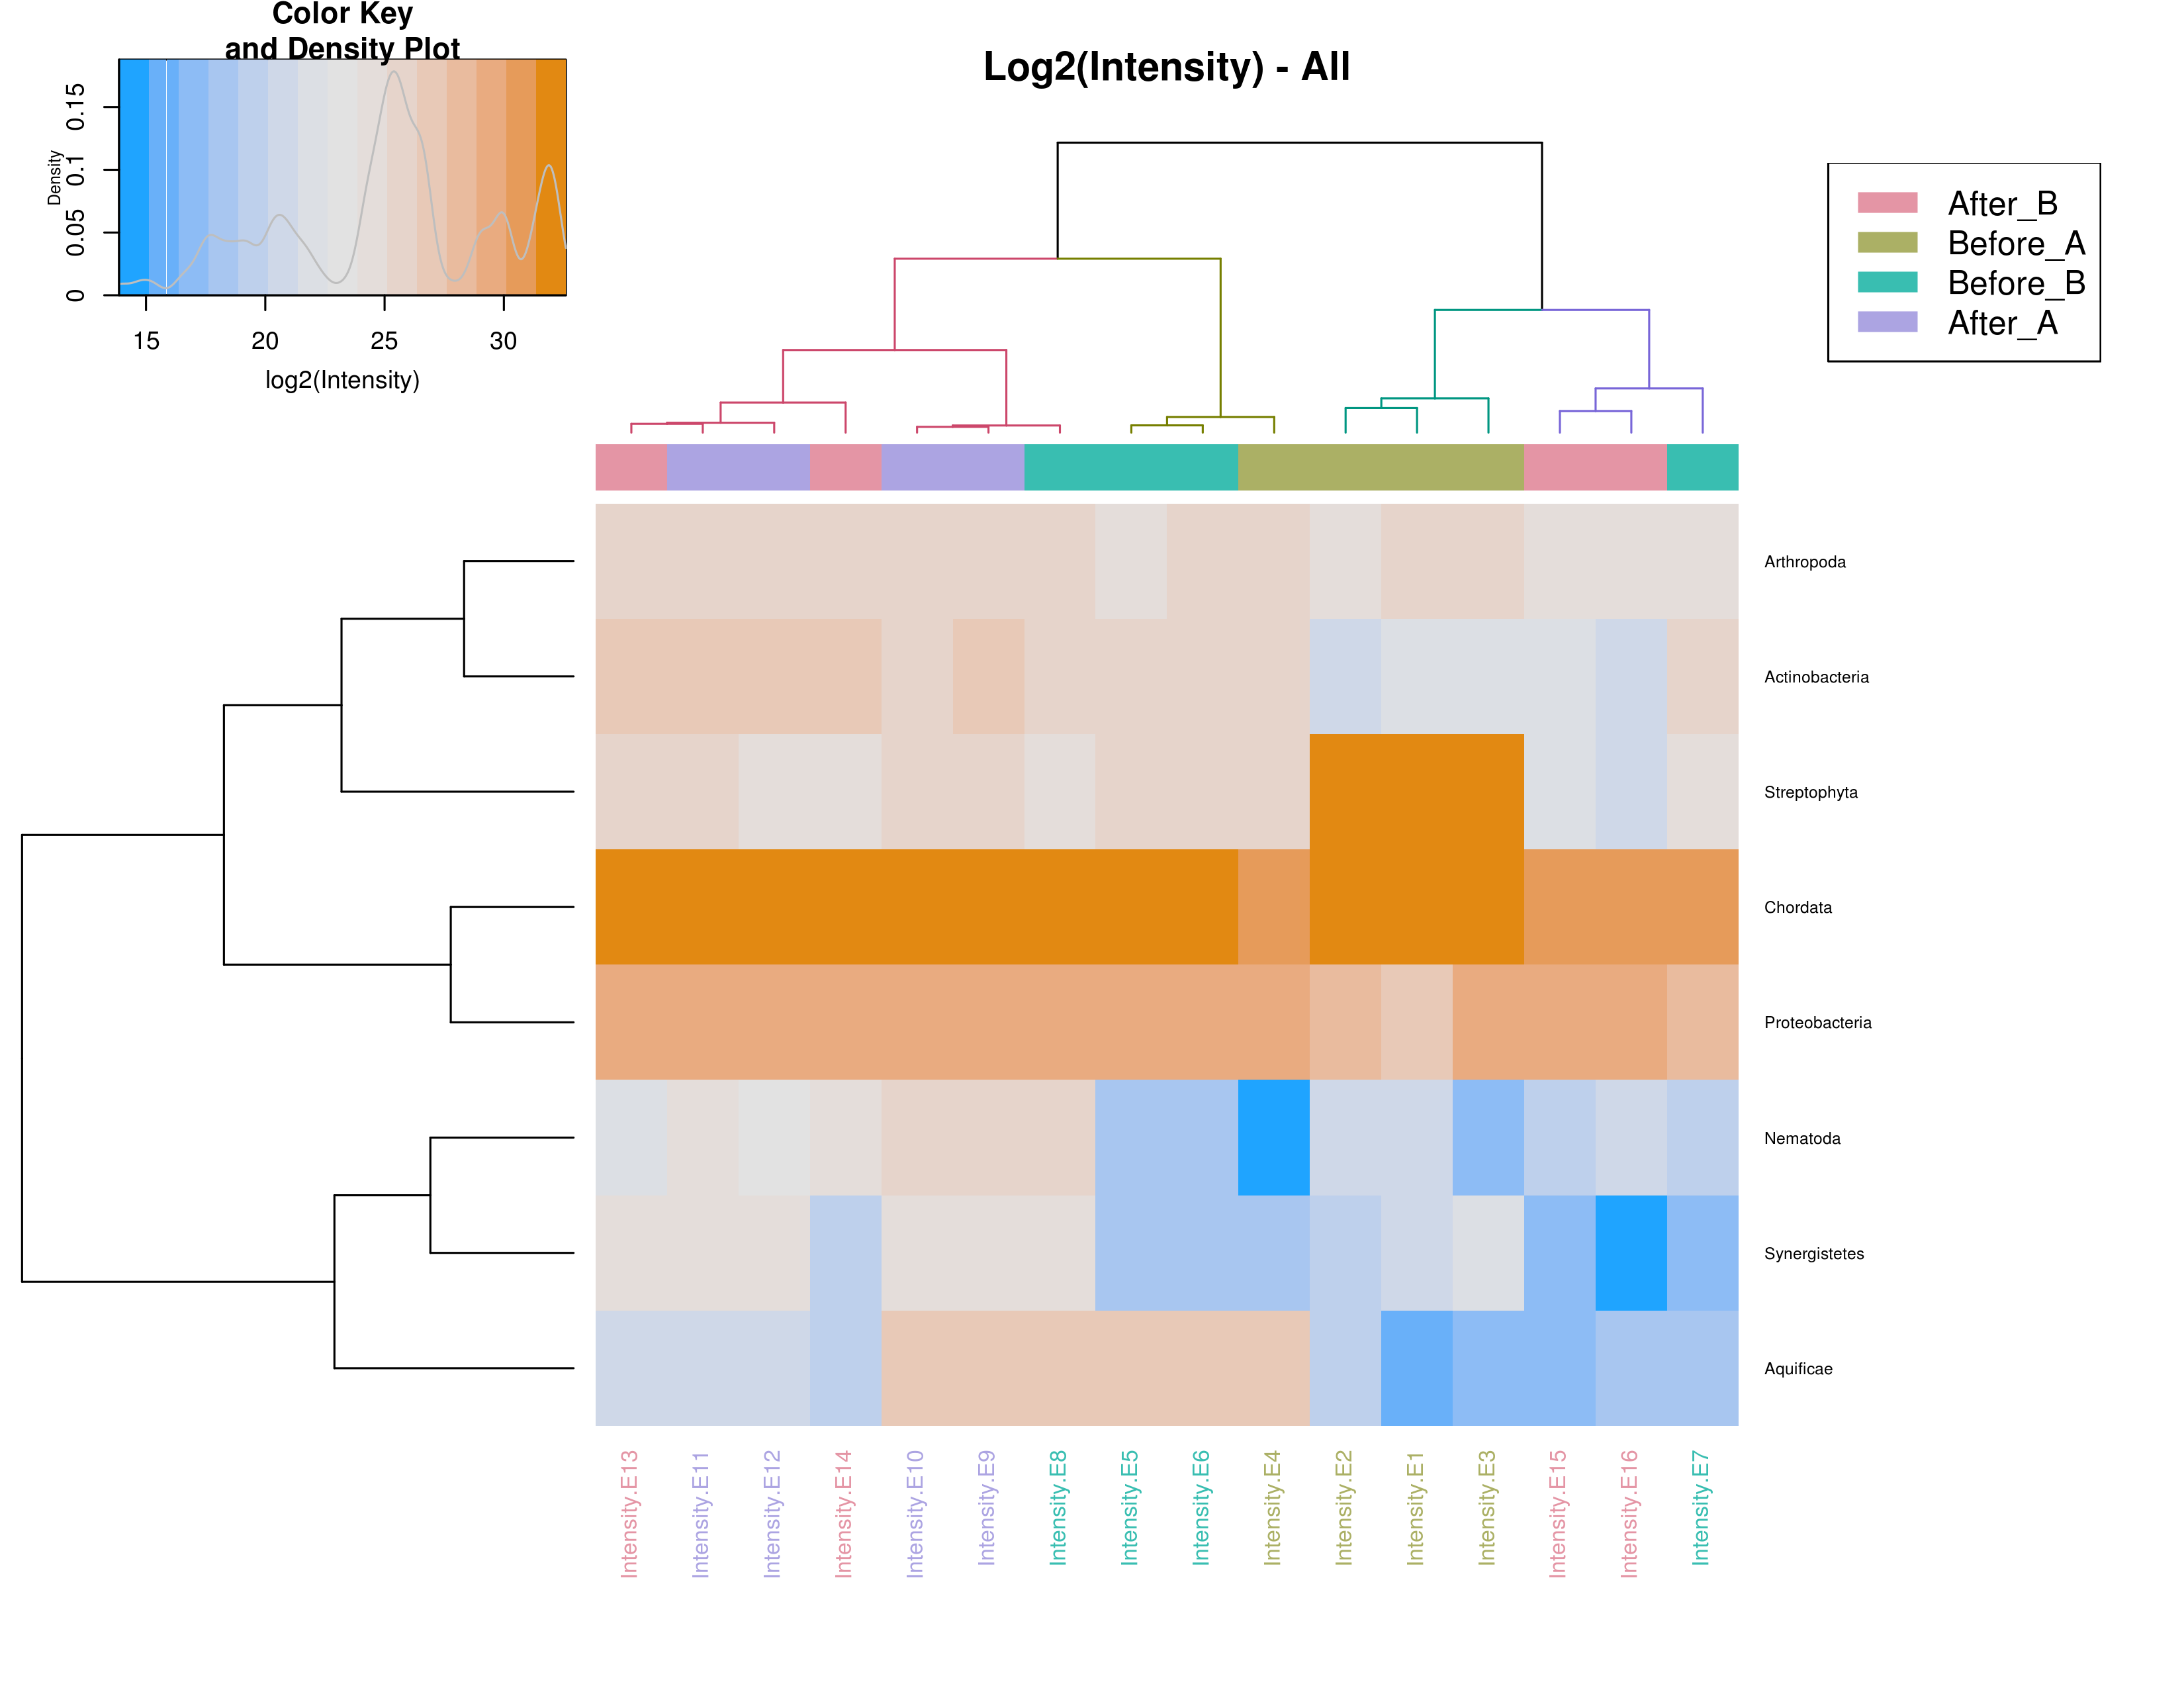 Color Key
and Density Plot
Density
0 0.05 0.1 0.15
15 20 25 30
log2(Intensity)
Log2(Intensity) - All
After_B
Before_A
Before_B
After_A
Arthropoda
Actinobacteria
Streptophyta
Chordata
Proteobacteria
Nematoda
Synergistetes
Aquificae
Intensity.E13
Intensity.E11
Intensity.E12
Intensity.E14
Intensity.E10
Intensity.E9
Intensity.E8
Intensity.E5
Intensity.E6
Intensity.E4
Intensity.E2
Intensity.E1
Intensity.E3
Intensity.E15
Intensity.E16
Intensity.E7